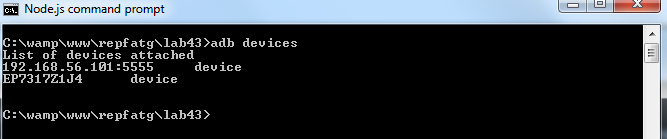 Node.js command prompt
C:\wamp\www\repfatg\lab43>adb devices
List of devices attached
192.168.56.101:5555     device
EP7317Z1J4      device
C:\wamp\www\repfatg\lab43>